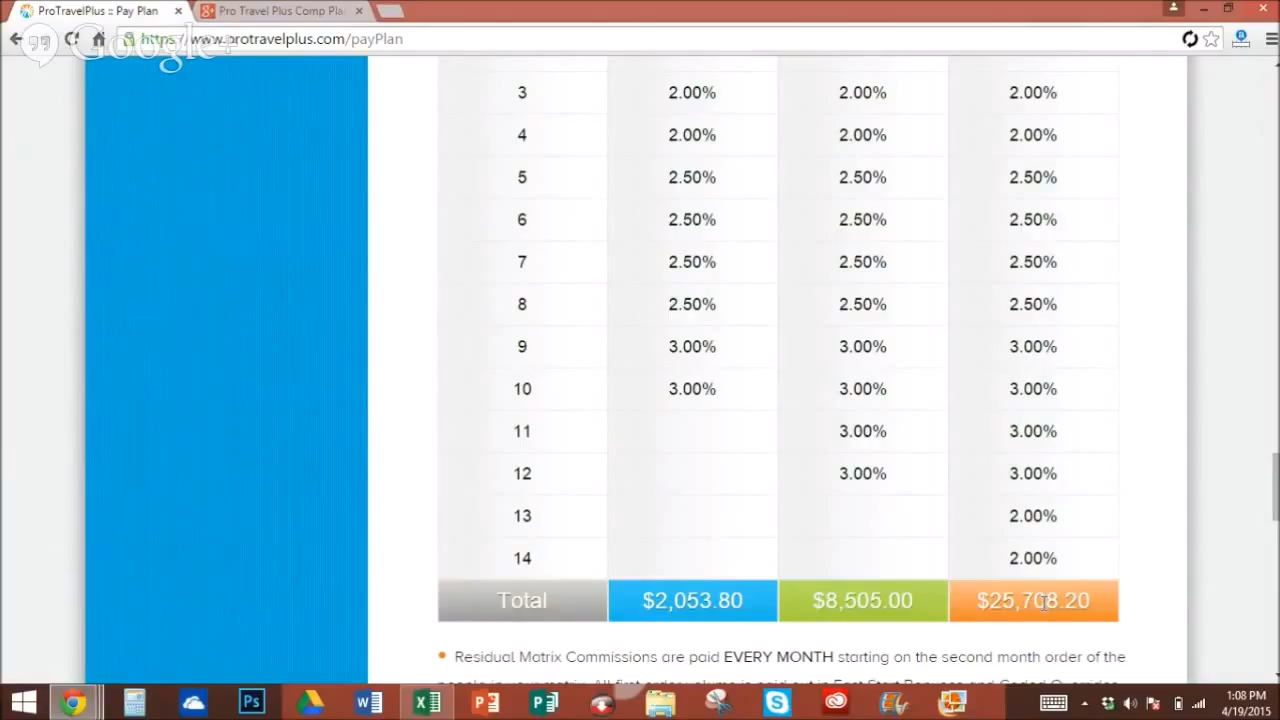 ProTravelPlus :: Pay Plan
Pro Travel Plus Comp Pla
https://www.protravelplus.com/payPlan
Google+
3 2.00% 2.00% 2.00%
4 2.00% 2.00% 2.00%
5 2.50% 2.50% 2.50%
6 2.50% 2.50% 2.50%
7 2.50% 2.50% 2.50%
8 2.50% 2.50% 2.50%
9 3.00% 3.00% 3.00%
10 3.00% 3.00% 3.00%
11 3.00% 3.00%
12 3.00% 3.00%
13 2.00%
14 2.00%
Total $2,053.80 $8,505.00 $25,708.20
Residual Matrix Commissions are paid EVERY MONTH starting on the second month order of the
1:08 PM
4/19/2015